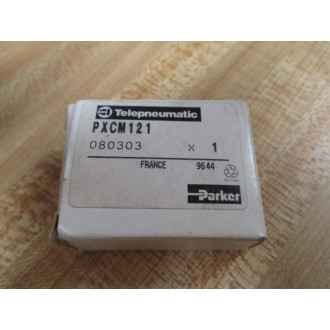 Telepneumatic
PXCM121
080303 x 1
FRANCE 9644
Parker